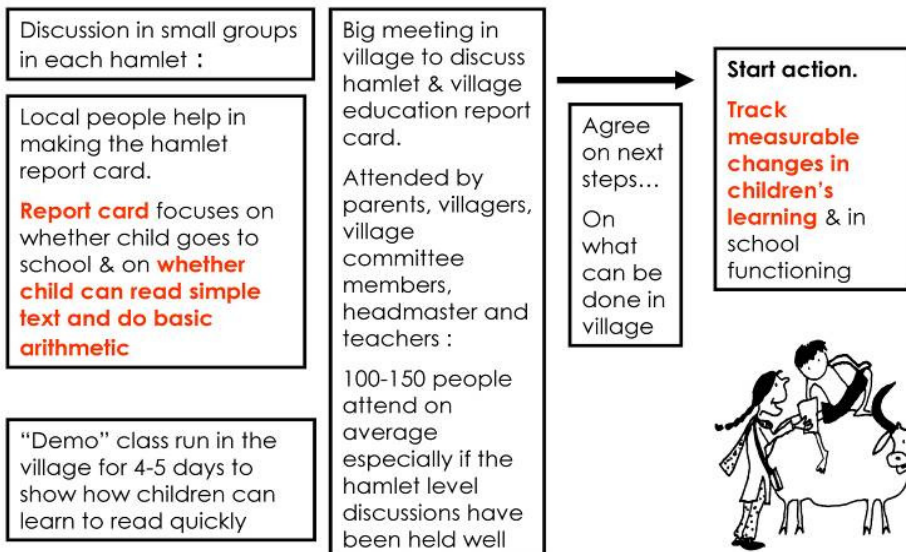 Discussion in small groups
in each hamlet :
Local people help in
making the hamlet
report card.
Report card focuses on
whether child goes to
school & on whether
child can read simple
text and do basic
arithmetic
“Demo” class run in the
village for 4-5 days to
show how children can
learn to read quickly
Big meeting in
village to discuss
hamlet & village
education report
card.
Attended by
parents, villagers,
village
committee
members,
headmaster and
teachers :
100-150 people
attend on
average
especially if the
hamlet level
discussions have
been held well
Agree
on next
steps…
On
what
can be
done in
village
Start action.
Track
measurable
changes in
children’s
learning & in
school
functioning